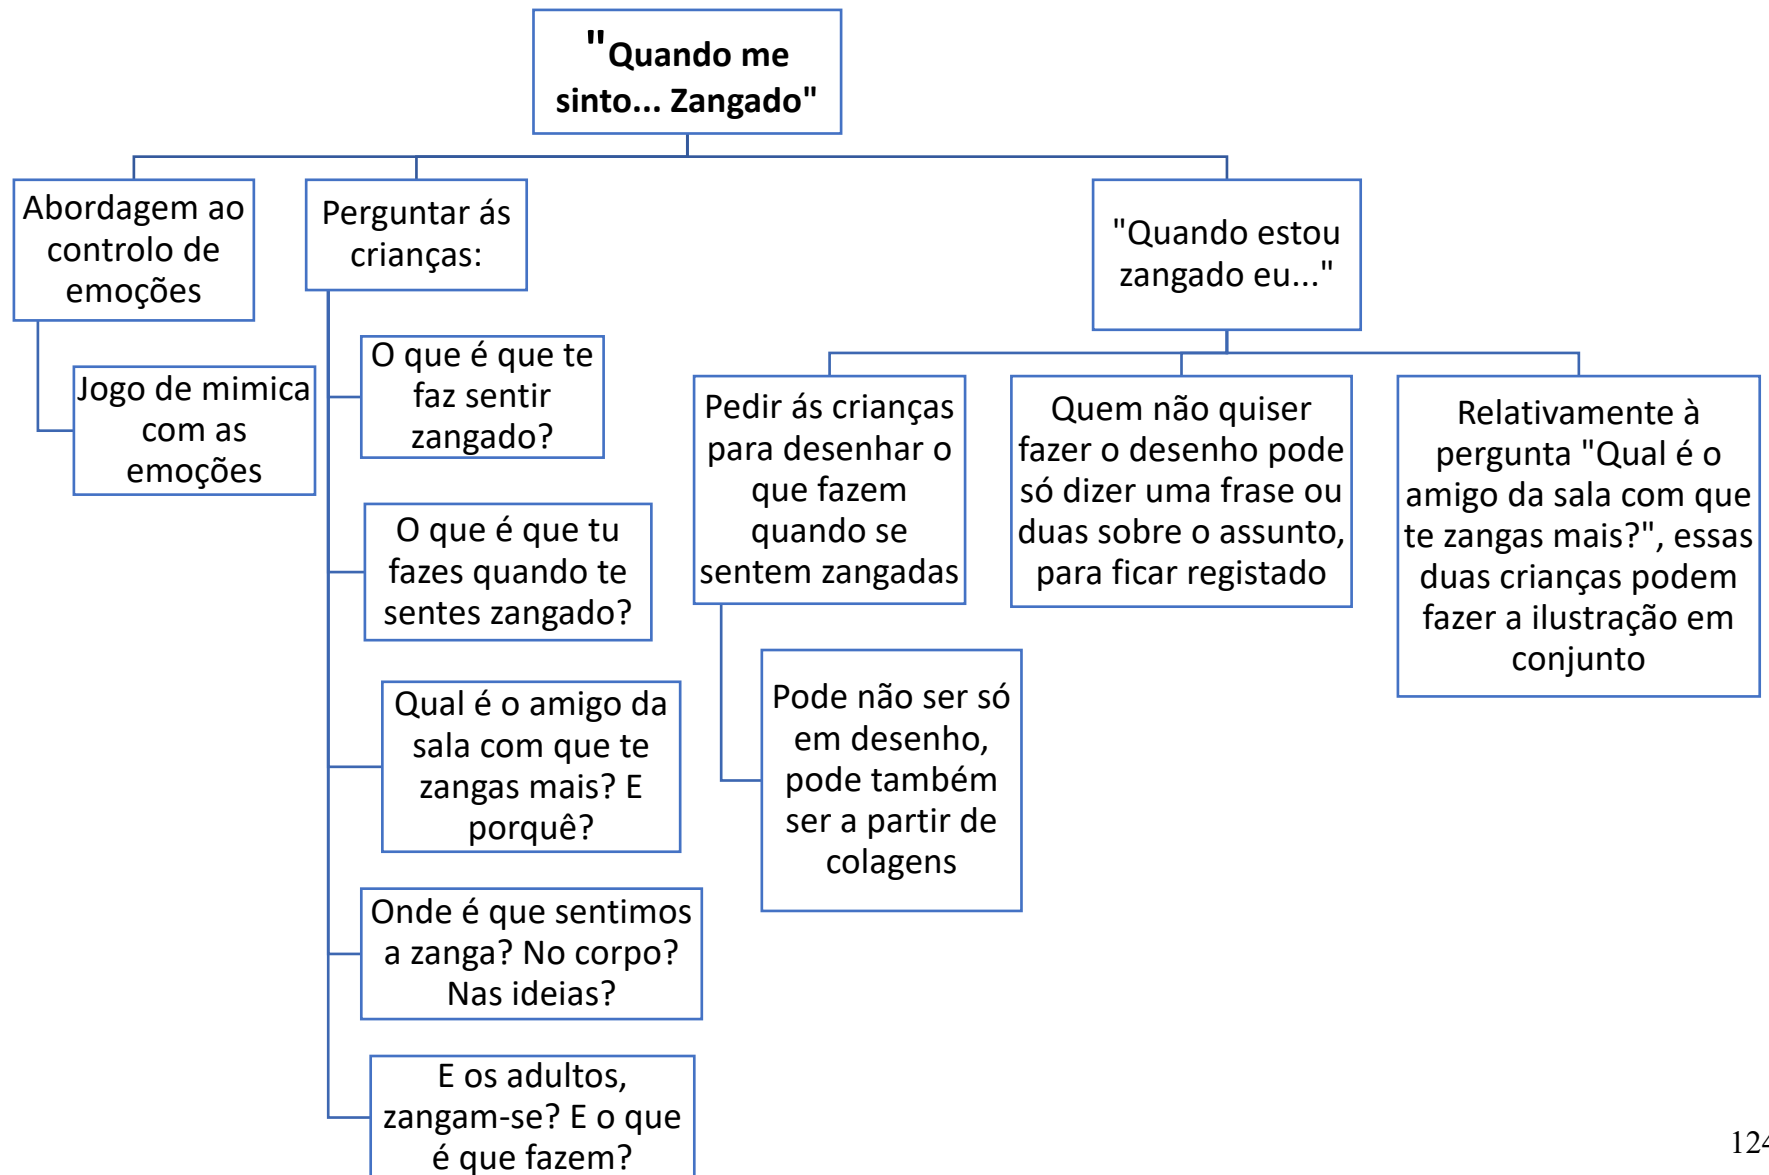 "Quando me
sinto... Zangado"
Abordagem ao
controlo de
emoções
Jogo de mimica
com as
emoções
Perguntar ás
crianças:
O que é que te
faz sentir
zangado?
O que é que tu
fazes quando te
sentes zangado?
Qual é o amigo da
sala com que te
zangas mais? E
porquê?
Onde é que sentimos
a zanga? No corpo?
Nas ideias?
E os adultos,
zangam-se? E o que
é que fazem?
"Quando estou
zangado eu..."
Pedir ás crianças
para desenhar o
que fazem
quando se
sentem zangadas
Pode não ser só
em desenho,
pode também
ser a partir de
colagens
Quem não quiser
fazer o desenho pode
só dizer uma frase ou
duas sobre o assunto,
para ficar registado
Relativamente à
pergunta "Qual é o
amigo da sala com que
te zangas mais?", essas
duas crianças podem
fazer a ilustração em
conjunto
124